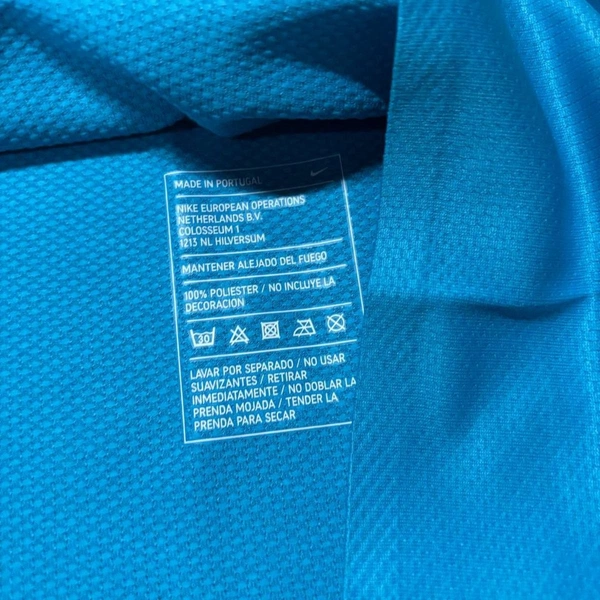 MADE IN PORTUGAL
NIKE EUROPEAN OPERATIONS
NETHERLANDS B.V.
COLOSSEUM 1
1213 NL HILVERSUM
MANTENER ALEJADO DEL FUEGO
100% POLIESTER / NO INCLUYE LA
DECORACION
30
LAVAR POR SEPARADO / NO USAR
SUAVIZANTES / RETIRAR
INMEDIATAMENTE / NO DOBLAR LA
PRENDA MOJADA / TENDER LA
PRENDA PARA SECAR